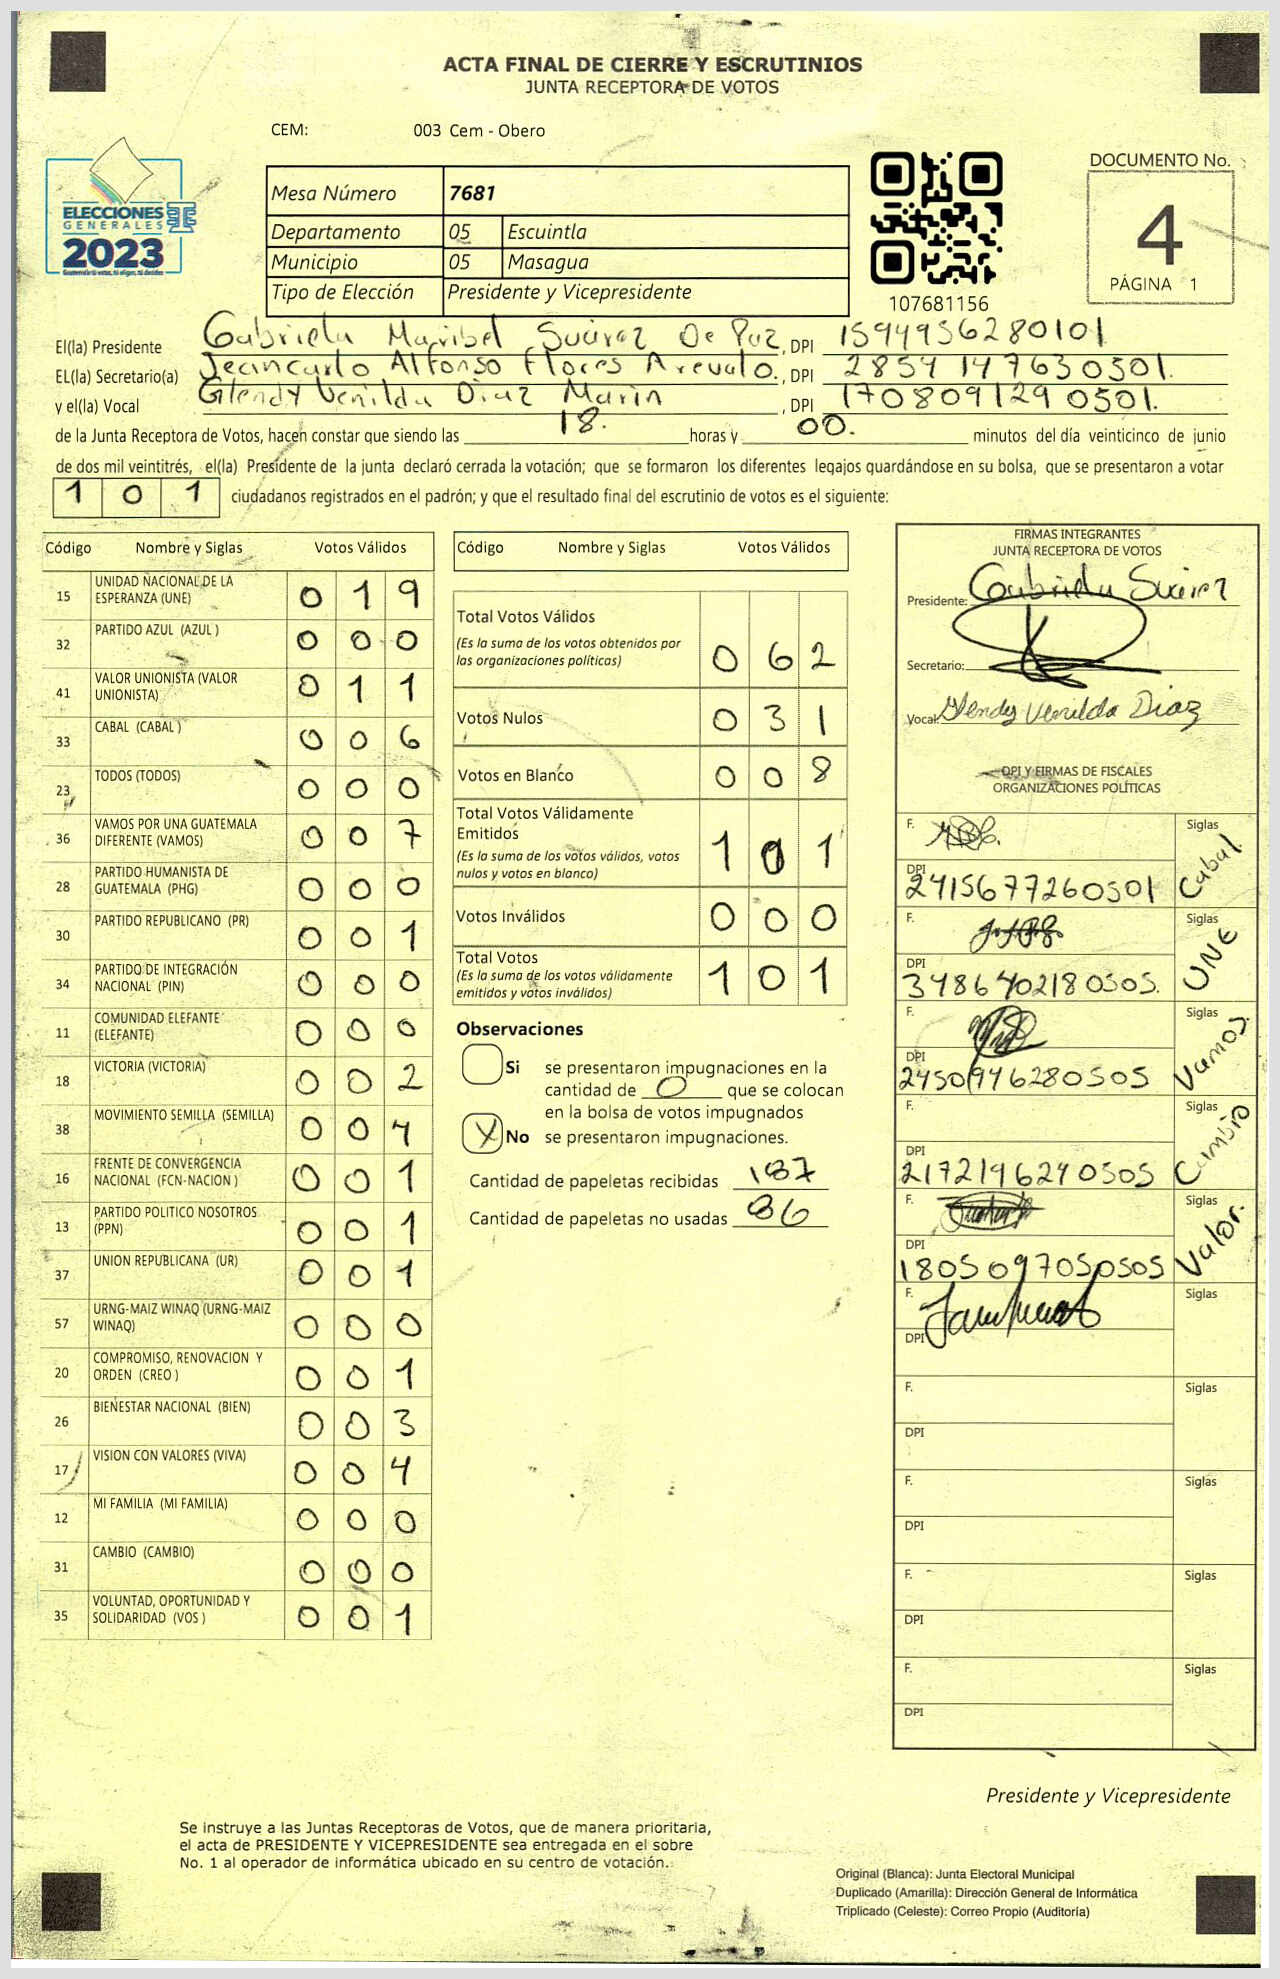 ACTA FINAL DE CIERRE Y ESCRUTINIOS
JUNTA RECEPTORA DE VOTOS
CEM: 003 Cem - Obero
ELECCIONES
GENERALES
2023
Mesa Número 7681
Departamento 05 Escuintla
Municipio 05 Masagua
Tipo de Elección Presidente y Vicepresidente
107681156
DOCUMENTO No.
4
PÁGINA 1
El(la) Presidente Gabriela Maribel Suárez De Paz, DPI 1594956280101
EL(la) Secretario(a) Jeancarlo Alfonso Flores Arevalo., DPI 2854147630501.
y el(la) Vocal Glendy Venilda Diaz Marin, DPI 1708091290501.
de la Junta Receptora de Votos, hacen constar que siendo las 18. horas y 00. minutos del día veinticinco de junio
de dos mil veintitrés, el(la) Presidente de la junta declaró cerrada la votación; que se formaron los diferentes legajos guardándose en su bolsa, que se presentaron a votar
1 0 1 ciudadanos registrados en el padrón; y que el resultado final del escrutinio de votos es el siguiente:
Código Nombre y Siglas Votos Válidos
15 UNIDAD NACIONAL DE LA ESPERANZA (UNE) 0 1 9
32 PARTIDO AZUL (AZUL ) 0 0 0
41 VALOR UNIONISTA (VALOR UNIONISTA) 0 1 1
33 CABAL (CABAL ) 0 0 6
23 TODOS (TODOS) 0 0 0
36 VAMOS POR UNA GUATEMALA DIFERENTE (VAMOS) 0 0 7
28 PARTIDO HUMANISTA DE GUATEMALA (PHG) 0 0 0
30 PARTIDO REPUBLICANO (PR) 0 0 1
34 PARTIDO DE INTEGRACIÓN NACIONAL (PIN) 0 0 0
11 COMUNIDAD ELEFANTE (ELEFANTE) 0 0 0
18 VICTORIA (VICTORIA) 0 0 2
38 MOVIMIENTO SEMILLA (SEMILLA) 0 0 4
16 FRENTE DE CONVERGENCIA NACIONAL (FCN-NACION ) 0 0 1
13 PARTIDO POLITICO NOSOTROS (PPN) 0 0 1
37 UNION REPUBLICANA (UR) 0 0 1
57 URNG-MAIZ WINAQ (URNG-MAIZ WINAQ) 0 0 0
20 COMPROMISO, RENOVACION Y ORDEN (CREO ) 0 0 1
26 BIENESTAR NACIONAL (BIEN) 0 0 3
17 VISION CON VALORES (VIVA) 0 0 4
12 MI FAMILIA (MI FAMILIA) 0 0 0
31 CAMBIO (CAMBIO) 0 0 0
35 VOLUNTAD, OPORTUNIDAD Y SOLIDARIDAD (VOS ) 0 0 1
Código Nombre y Siglas Votos Válidos
Total Votos Válidos
(Es la suma de los votos obtenidos por
las organizaciones políticas) 0 6 2
Votos Nulos 0 3 1
Votos en Blanco 0 0 8
Total Votos Válidamente
Emitidos
(Es la suma de los votos válidos, votos
nulos y votos en blanco) 1 0 1
Votos Inválidos 0 0 0
Total Votos
(Es la suma de los votos válidamente
emitidos y votos inválidos) 1 0 1
Observaciones
Si se presentaron impugnaciones en la
cantidad de 0 que se colocan
en la bolsa de votos impugnados
X No se presentaron impugnaciones.
Cantidad de papeletas recibidas 187
Cantidad de papeletas no usadas 86
FIRMAS INTEGRANTES
JUNTA RECEPTORA DE VOTOS
Presidente: Gabriela Suárez
Secretario:
Vocal: Glendy Venilda Diaz
DPI Y FIRMAS DE FISCALES
ORGANIZACIONES POLÍTICAS
F. Siglas Cabal
DPI 2415677260501
F. Siglas UNE
DPI 3486402180505.
F. Siglas Vamos.
DPI 2450946280505
F. Siglas Cambio
DPI 2172196240505
F. Siglas Valor.
DPI 1805097050505
F. Siglas
DPI
F. Siglas
DPI
F. Siglas
DPI
F. Siglas
DPI
F. Siglas
DPI
Presidente y Vicepresidente
Se instruye a las Juntas Receptoras de Votos, que de manera prioritaria,
el acta de PRESIDENTE Y VICEPRESIDENTE sea entregada en el sobre
No. 1 al operador de informática ubicado en su centro de votación.
Original (Blanca): Junta Electoral Municipal
Duplicado (Amarilla): Dirección General de Informática
Triplicado (Celeste): Correo Propio (Auditoría)